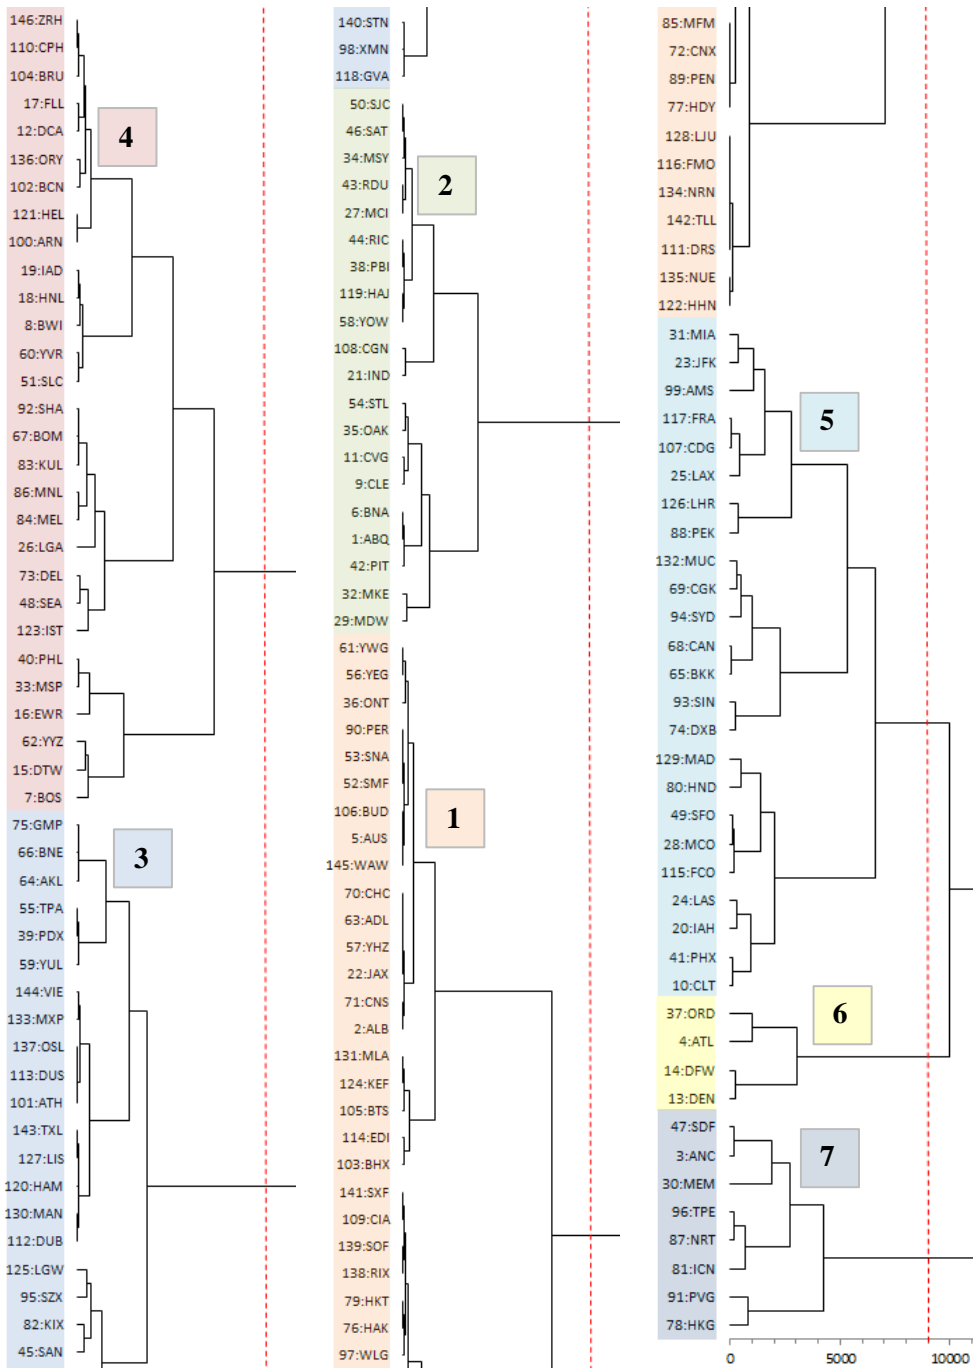 146:ZRH
110:CPH
104:BRU
17:FLL
12:DCA
4
136:ORY
102:BCN
121:HEL
100:ARN
19:IAD
18:HNL
8:BWI
60:YVR
51:SLC
92:SHA
67:BOM
83:KUL
86:MNL
84:MEL
26:LGA
73:DEL
48:SEA
123:IST
40:PHL
33:MSP
16:EWR
62:YYZ
15:DTW
7:BOS
75:GMP
66:BNE
3
64:AKL
55:TPA
39:PDX
59:YUL
144:VIE
133:MXP
137:OSL
113:DUS
101:ATH
143:TXL
127:LIS
120:HAM
130:MAN
112:DUB
125:LGW
95:SZX
82:KIX
45:SAN
140:STN
98:XMN
118:GVA
50:SJC
46:SAT
34:MSY
2
43:RDU
27:MCI
44:RIC
38:PBI
119:HAJ
58:YOW
108:CGN
21:IND
54:STL
35:OAK
11:CVG
9:CLE
6:BNA
1:ABQ
42:PIT
32:MKE
29:MDW
61:YWG
56:YEG
36:ONT
90:PER
53:SNA
52:SMF
106:BUD
1
5:AUS
145:WAW
70:CHC
63:ADL
57:YHZ
22:JAX
71:CNS
2:ALB
131:MLA
124:KEF
105:BTS
114:EDI
103:BHX
141:SXF
109:CIA
139:SOF
138:RIX
79:HKT
76:HAK
97:WLG
85:MFM
72:CNX
89:PEN
77:HDY
128:LJU
116:FMO
134:NRN
142:TLL
111:DRS
135:NUE
122:HHN
31:MIA
23:JFK
99:AMS
117:FRA
5
107:CDG
25:LAX
126:LHR
88:PEK
132:MUC
69:CGK
94:SYD
68:CAN
65:BKK
93:SIN
74:DXB
129:MAD
80:HND
49:SFO
28:MCO
115:FCO
24:LAS
20:IAH
41:PHX
10:CLT
37:ORD
6
4:ATL
14:DFW
13:DEN
47:SDF
3:ANC
7
30:MEM
96:TPE
87:NRT
81:ICN
91:PVG
78:HKG
0 5000 10000